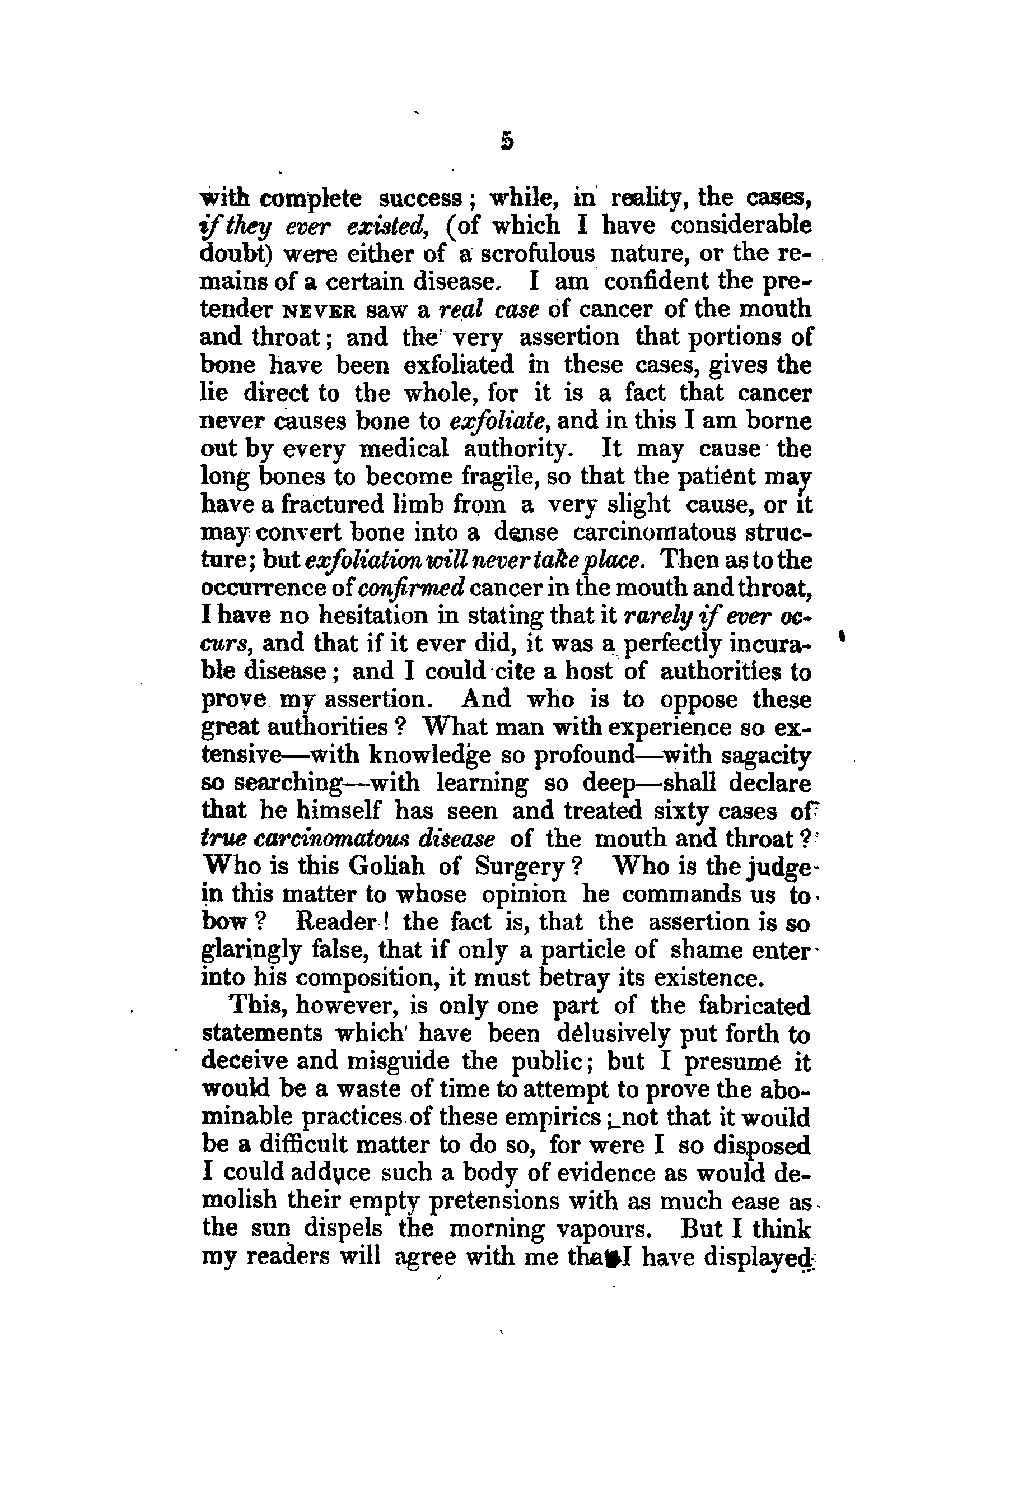 5
with complete success ; while, in reality, the cases,
if they ever existed, (of which I have considerable
doubt) were either of a scrofulous nature, or the re-
mains of a certain disease. I am confident the pre-
tender NEVER saw a real case of cancer of the mouth
and throat ; and the very assertion that portions of
bone have been exfoliated in these cases, gives the
lie direct to the whole, for it is a fact that cancer
never causes bone to exfoliate, and in this I am borne
out by every medical authority. It may cause the
long bones to become fragile, so that the patient may
have a fractured limb from a very slight cause, or it
may convert bone into a dense carcinomatous struc-
ture ; but exfoliation will never take place. Then as to the
occurrence of confirmed cancer in the mouth and throat,
I have no hesitation in stating that it rarely if ever oc-
curs, and that if it ever did, it was a perfectly incura-
ble disease ; and I could cite a host of authorities to
prove my assertion. And who is to oppose these
great authorities ? What man with experience so ex-
tensive—with knowledge so profound—with sagacity
so searching—with learning so deep—shall declare
that he himself has seen and treated sixty cases of
true carcinomatous disease of the mouth and throat ?
Who is this Goliah of Surgery ? Who is the judge
in this matter to whose opinion he commands us to
bow ? Reader ! the fact is, that the assertion is so
glaringly false, that if only a particle of shame enter
into his composition, it must betray its existence.
This, however, is only one part of the fabricated
statements which have been delusively put forth to
deceive and misguide the public ; but I presume it
would be a waste of time to attempt to prove the abo-
minable practices of these empirics ; not that it would
be a difficult matter to do so, for were I so disposed
I could adduce such a body of evidence as would de-
molish their empty pretensions with as much ease as
the sun dispels the morning vapours. But I think
my readers will agree with me that I have displayed